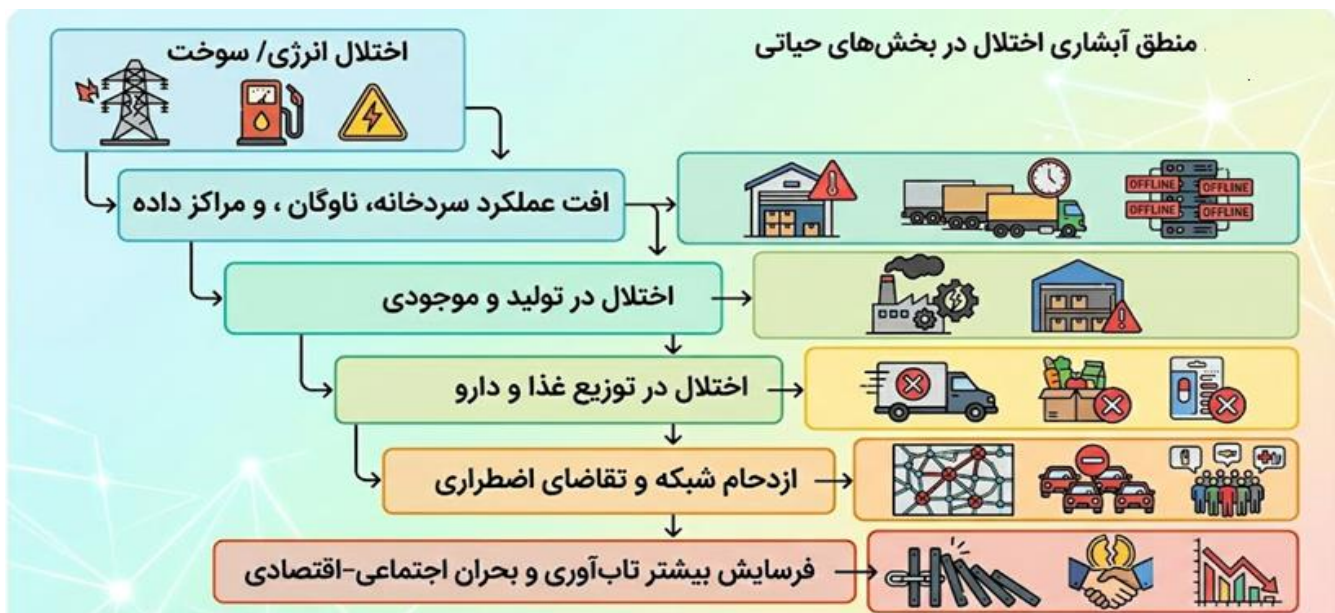 منطق آبشاری اختلال در بخش‌های حیاتی
اختلال انرژی/ سوخت
افت عملکرد سردخانه، ناوگان ، و مراکز داده
OFFLINE OFFLINE
OFFLINE OFFLINE
اختلال در تولید و موجودی
اختلال در توزیع غذا و دارو
ازدحام شبکه و تقاضای اضطراری
فرسایش بیشتر تاب‌آوری و بحران اجتماعی-اقتصادی